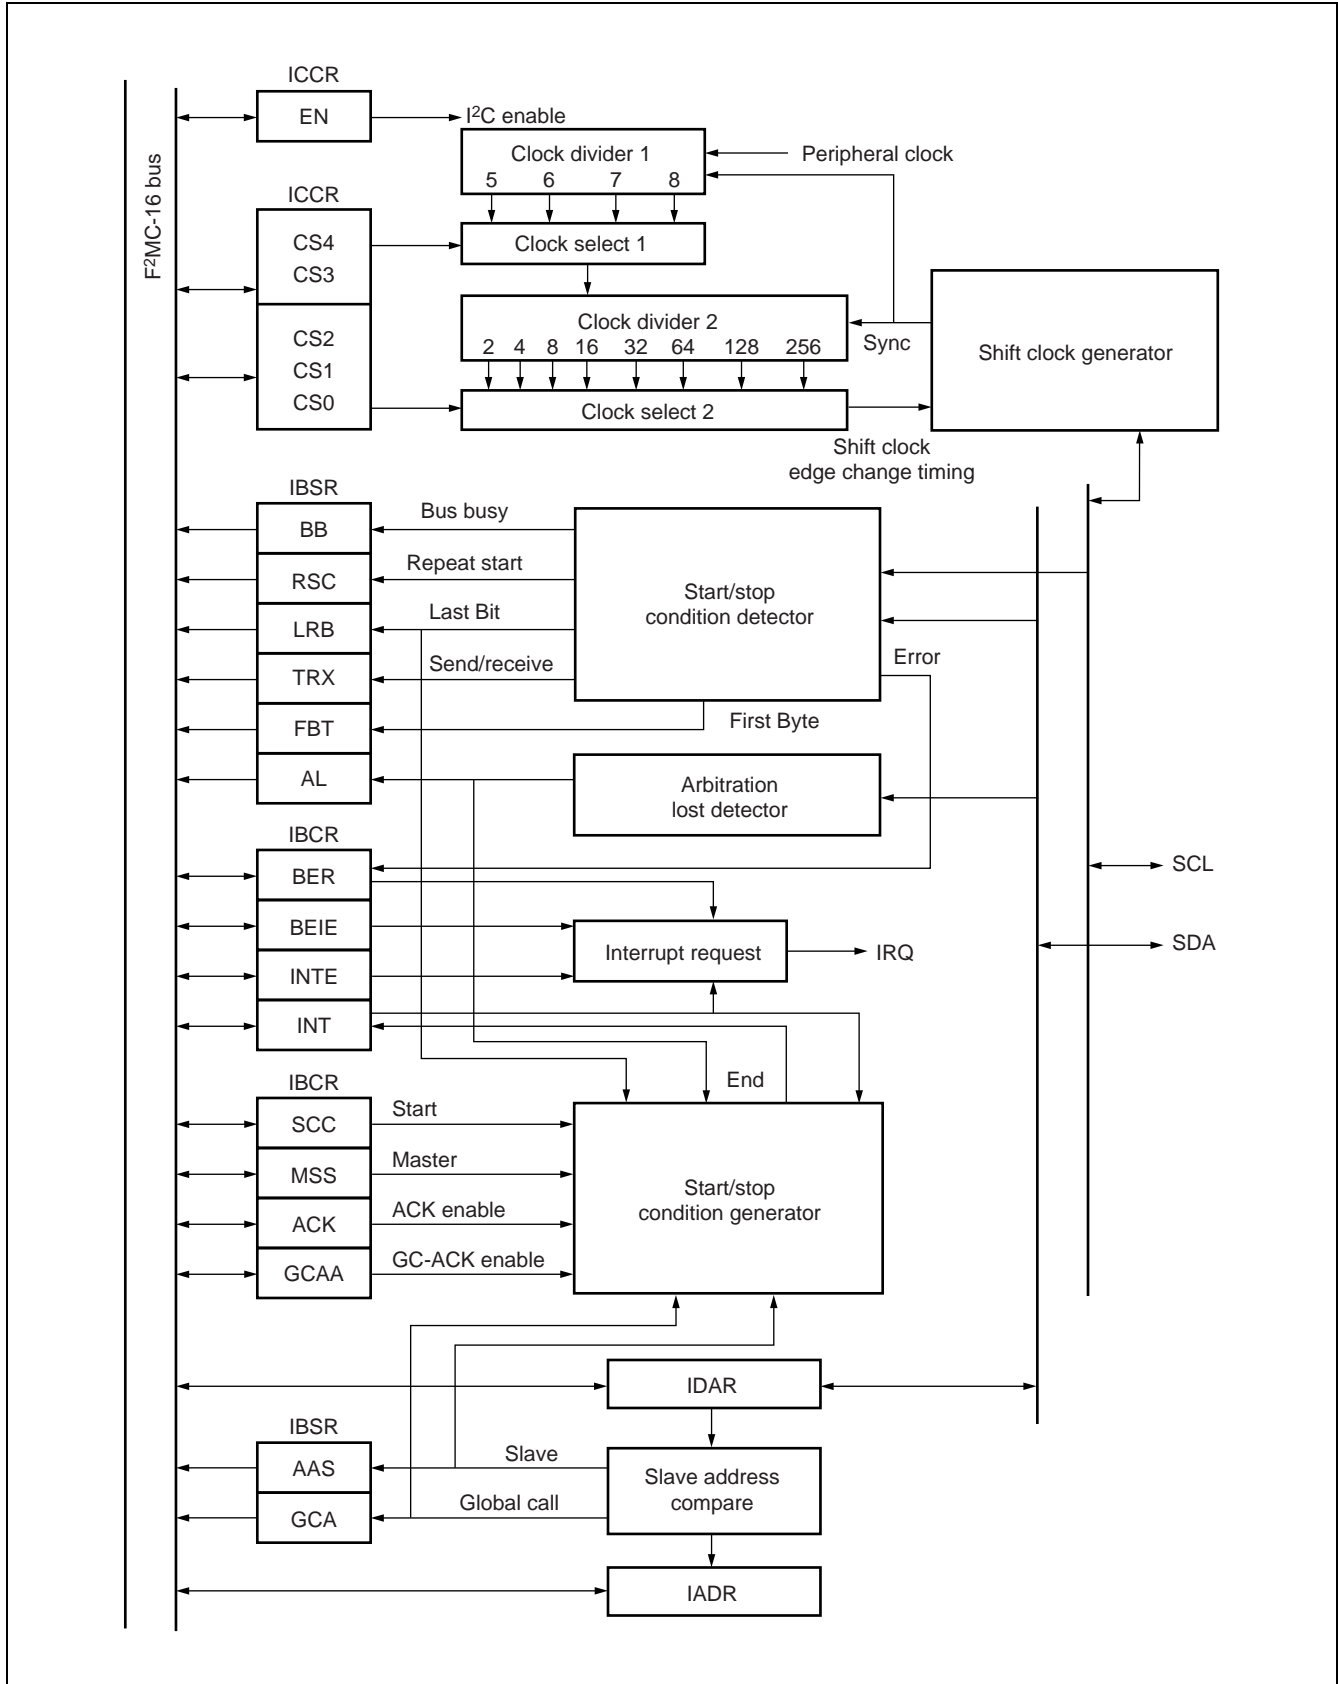 F²MC-16 bus
ICCR
EN
I²C enable
Clock divider 1
5 6 7 8
Peripheral clock
ICCR
CS4
CS3
Clock select 1
CS2
CS1
CS0
Clock divider 2
2 4 8 16 32 64 128 256
Sync
Shift clock generator
Clock select 2
Shift clock
edge change timing
IBSR
BB
Bus busy
RSC
Repeat start
LRB
Last Bit
TRX
Send/receive
FBT
First Byte
AL
Start/stop
condition detector
Error
Arbitration
lost detector
IBCR
BER
BEIE
INTE
INT
Interrupt request
IRQ
SCL
SDA
End
IBCR
SCC
Start
MSS
Master
ACK
ACK enable
GCAA
GC-ACK enable
Start/stop
condition generator
IDAR
IBSR
AAS
Slave
GCA
Global call
Slave address
compare
IADR